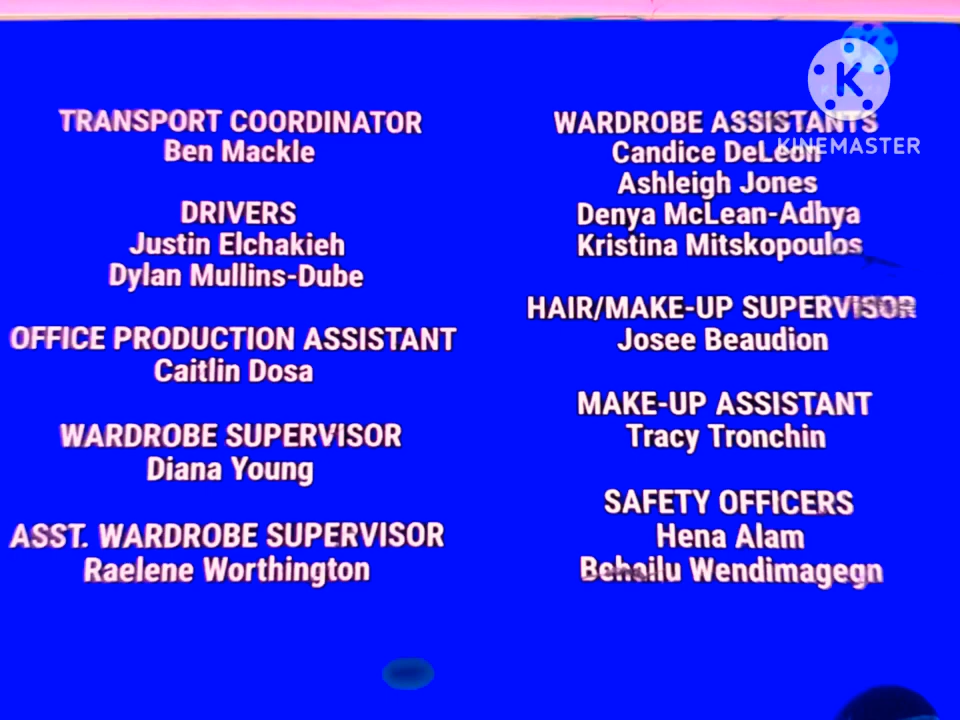 TRANSPORT COORDINATOR
Ben Mackle
DRIVERS
Justin Elchakieh
Dylan Mullins-Dube
OFFICE PRODUCTION ASSISTANT
Caitlin Dosa
WARDROBE SUPERVISOR
Diana Young
ASST. WARDROBE SUPERVISOR
Raelene Worthington
WARDROBE ASSISTANTS
Candice DeLeon
Ashleigh Jones
Denya McLean-Adhya
Kristina Mitskopoulos
HAIR/MAKE-UP SUPERVISOR
Josee Beaudion
MAKE-UP ASSISTANT
Tracy Tronchin
SAFETY OFFICERS
Hena Alam
Behailu Wendimagegn
K
KINEMASTER